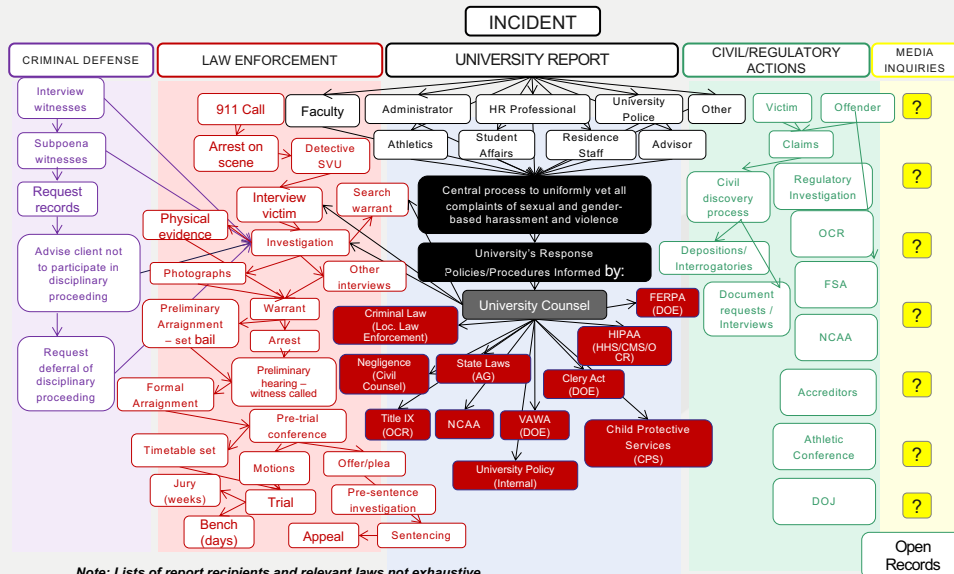 INCIDENT
CRIMINAL DEFENSE
LAW ENFORCEMENT
UNIVERSITY REPORT
CIVIL/REGULATORY
ACTIONS
MEDIA
INQUIRIES
Interview
witnesses
Subpoena
witnesses
Request
records
Advise client not
to participate in
disciplinary
proceeding
Request
deferral of
disciplinary
proceeding
911 Call
Arrest on
scene
Detective
SVU
Interview
victim
Search
warrant
Physical
evidence
Investigation
Photographs
Other
interviews
Preliminary
Arraignment
– set bail
Warrant
Arrest
Preliminary
hearing –
witness called
Formal
Arraignment
Pre-trial
conference
Timetable set
Motions
Offer/plea
Jury
(weeks)
Trial
Pre-sentence
investigation
Bench
(days)
Appeal
Sentencing
Faculty
Administrator
HR Professional
University
Police
Other
Athletics
Student
Affairs
Residence
Staff
Advisor
Central process to uniformly vet all
complaints of sexual and gender-
based harassment and violence
University's Response
Policies/Procedures Informed by:
University Counsel
FERPA
(DOE)
Criminal Law
(Loc. Law
Enforcement)
HIPAA
(HHS/CMS/O
CR)
Negligence
(Civil
Counsel)
State Laws
(AG)
Clery Act
(DOE)
Title IX
(OCR)
NCAA
VAWA
(DOE)
Child Protective
Services
(CPS)
University Policy
(Internal)
Victim
Offender
Claims
Civil
discovery
process
Regulatory
Investigation
Depositions/
Interrogatories
OCR
Document
requests /
Interviews
FSA
NCAA
Accreditors
Athletic
Conference
DOJ
?
?
?
?
?
?
?
Open
Records
Note: Lists of report recipients and relevant laws not exhaustive